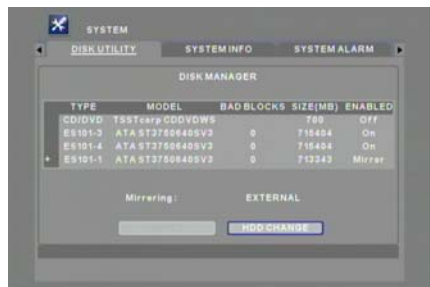 SYSTEM
DISK UTILITY SYSTEM INFO SYSTEM ALARM
DISK MANAGER
TYPE MODEL BAD BLOCKS SIZE(MB) ENABLED
CD/DVD TSSTcorp CDDVDWS 700 Off
ES101-3 ATA ST3750640SV3 0 715404 On
ES101-4 ATA ST3750640SV3 0 715404 On
+ ES101-1 ATA ST3750640SV3 0 713343 Mirror
Mirroring: EXTERNAL
HDD CHANGE